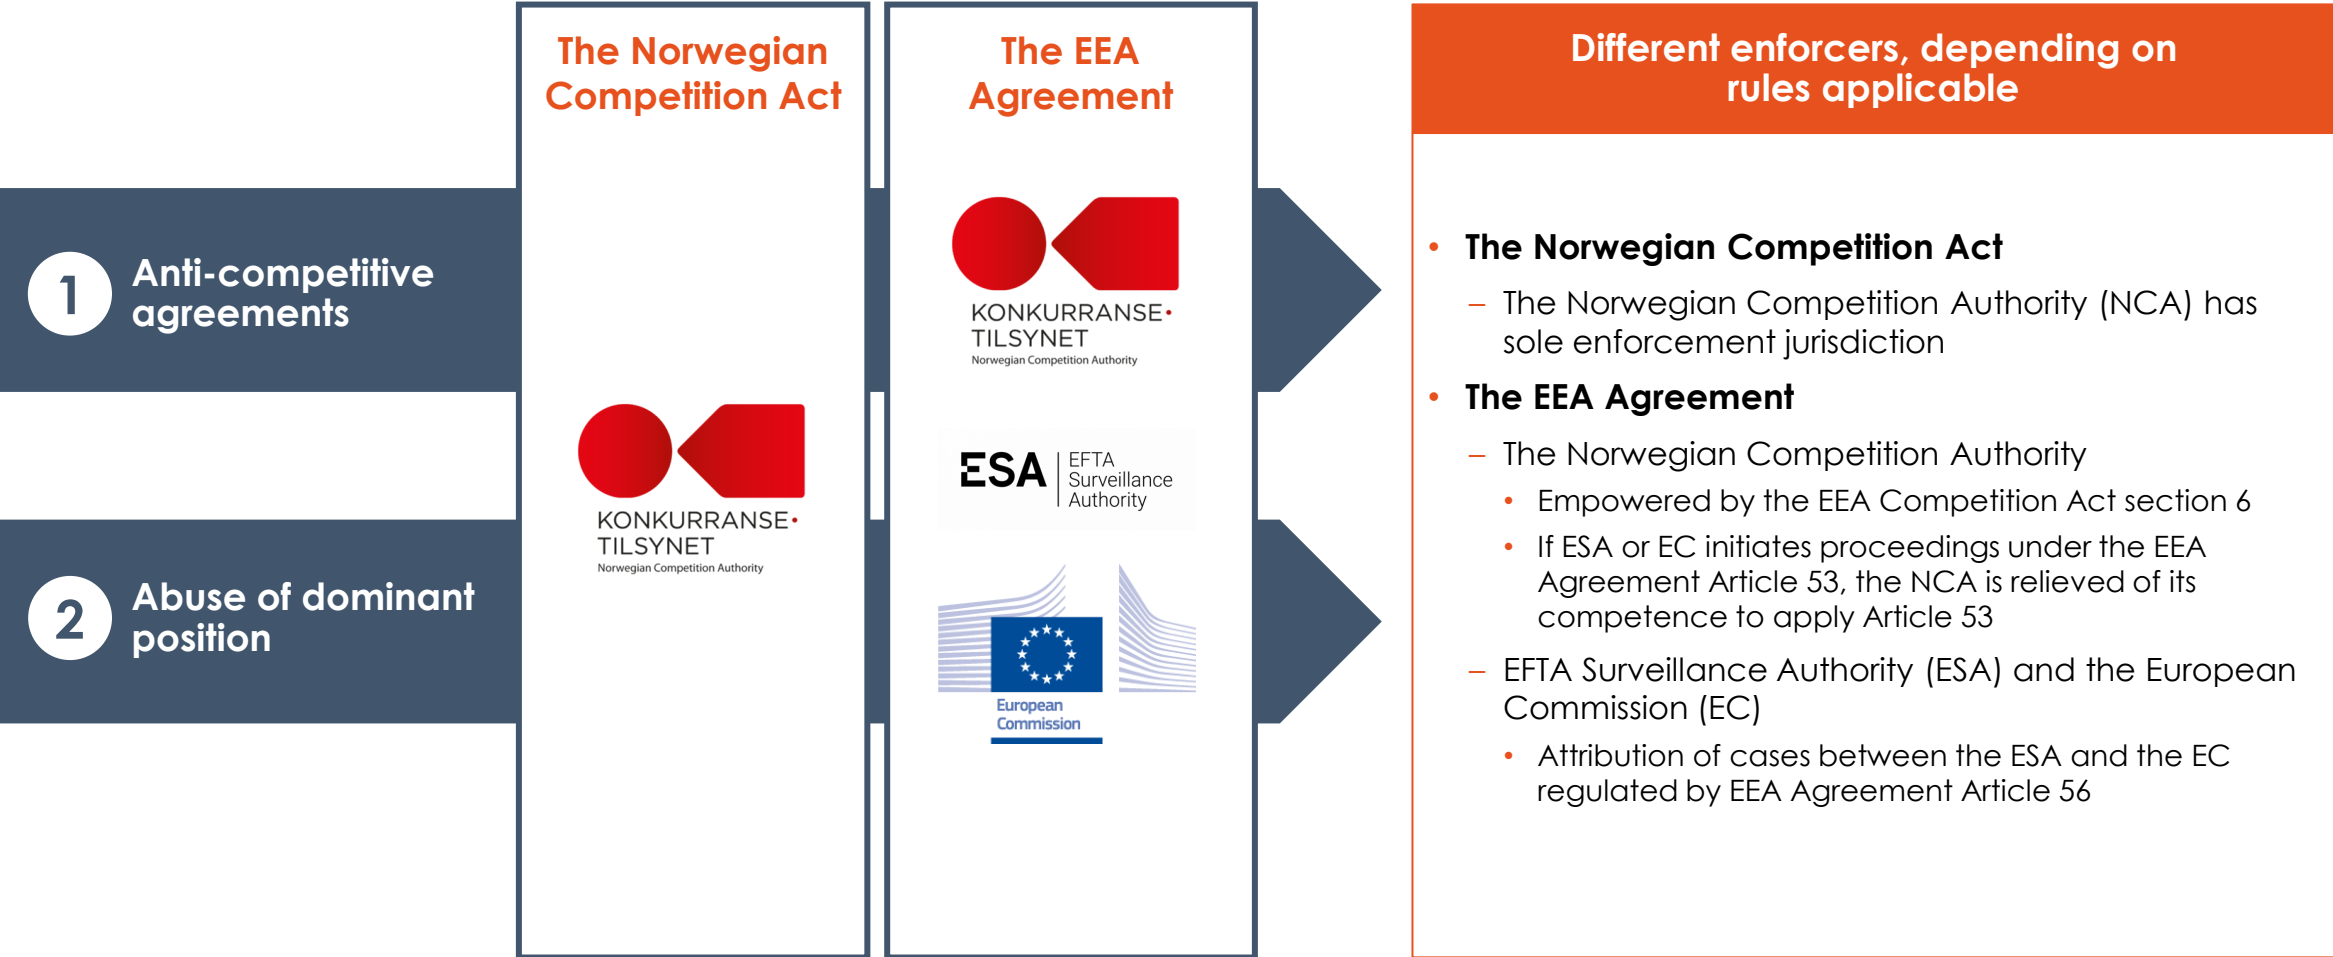 The Norwegian
Competition Act
The EEA
Agreement
Different enforcers, depending on
rules applicable
1
Anti-competitive
agreements
2
Abuse of dominant
position
KONKURRANSE•
TILSYNET
Norwegian Competition Authority
KONKURRANSE•
TILSYNET
Norwegian Competition Authority
ESA
EFTA
Surveillance
Authority
European
Commission
• The Norwegian Competition Act
– The Norwegian Competition Authority (NCA) has
sole enforcement jurisdiction
• The EEA Agreement
– The Norwegian Competition Authority
• Empowered by the EEA Competition Act section 6
• If ESA or EC initiates proceedings under the EEA
Agreement Article 53, the NCA is relieved of its
competence to apply Article 53
– EFTA Surveillance Authority (ESA) and the European
Commission (EC)
• Attribution of cases between the ESA and the EC
regulated by EEA Agreement Article 56